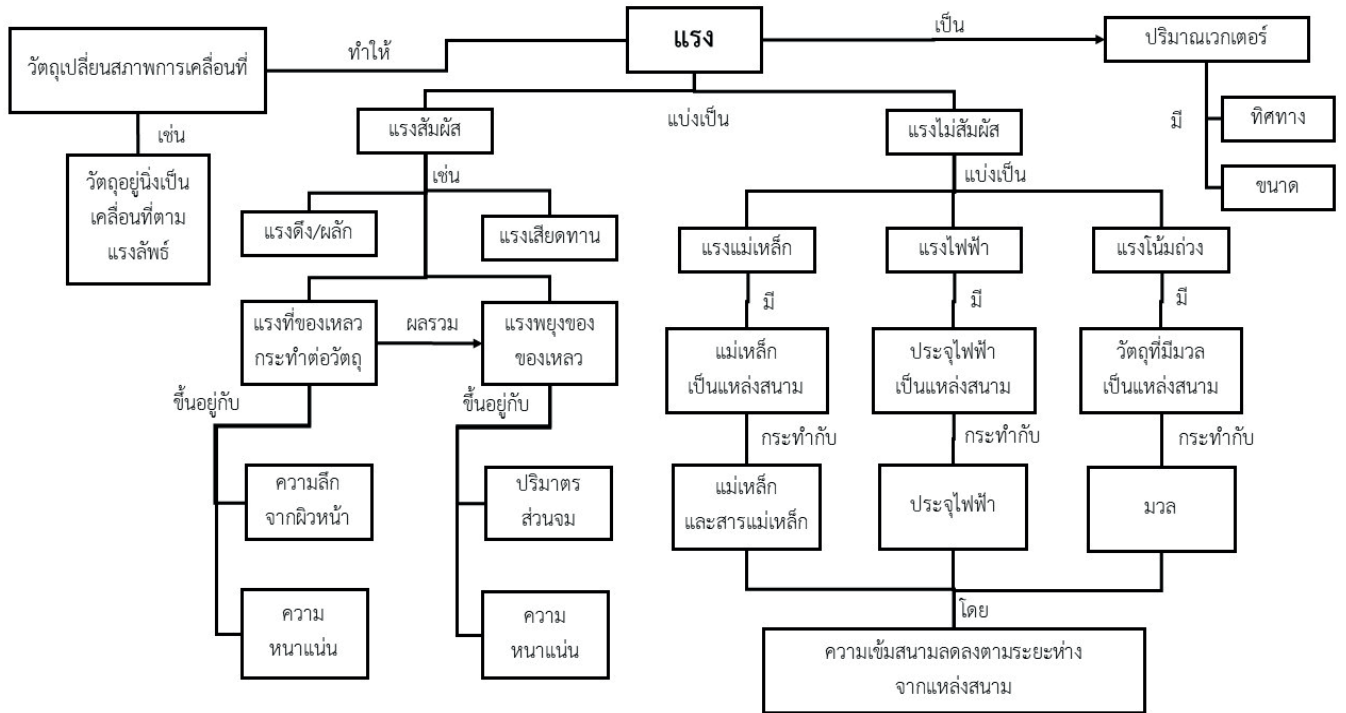 แรง
เป็น
ปริมาณเวกเตอร์
ทำให้
วัตถุเปลี่ยนสภาพการเคลื่อนที่
มี
ทิศทาง
ขนาด
เช่น
วัตถุอยู่นิ่งเป็น
เคลื่อนที่ตาม
แรงลัพธ์
แบ่งเป็น
แรงสัมผัส
แรงไม่สัมผัส
เช่น
แบ่งเป็น
แรงดึง/ผลัก
แรงเสียดทาน
แรงแม่เหล็ก
แรงไฟฟ้า
แรงโน้มถ่วง
แรงที่ของเหลว
กระทำต่อวัตถุ
ผลรวม
แรงพยุงของ
ของเหลว
มี
มี
มี
แม่เหล็ก
เป็นแหล่งสนาม
ประจุไฟฟ้า
เป็นแหล่งสนาม
วัตถุที่มีมวล
เป็นแหล่งสนาม
ขึ้นอยู่กับ
ขึ้นอยู่กับ
กระทำกับ
กระทำกับ
กระทำกับ
ความลึก
จากผิวหน้า
ปริมาตร
ส่วนจม
แม่เหล็ก
และสารแม่เหล็ก
ประจุไฟฟ้า
มวล
ความ
หนาแน่น
ความ
หนาแน่น
โดย
ความเข้มสนามลดลงตามระยะห่าง
จากแหล่งสนาม